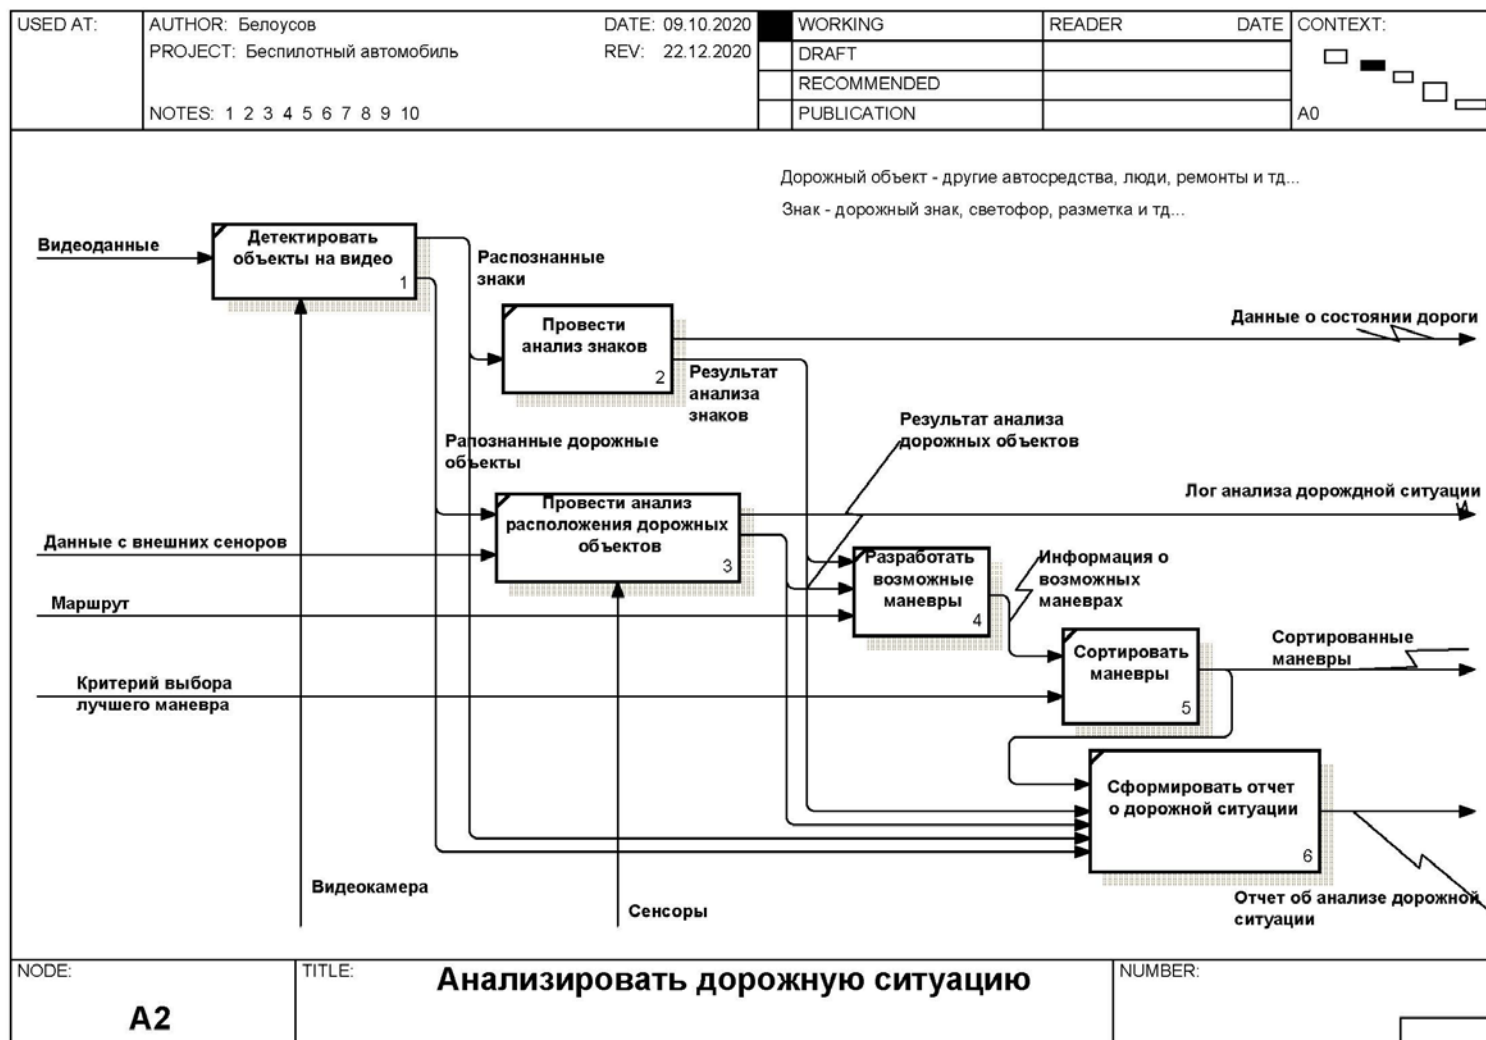 USED AT:
AUTHOR: Белоусов
DATE: 09.10.2020
WORKING
READER
DATE
CONTEXT:
PROJECT: Беспилотный автомобиль
REV: 22.12.2020
DRAFT
RECOMMENDED
NOTES: 1 2 3 4 5 6 7 8 9 10
PUBLICATION
A0
Дорожный объект - другие автосредства, люди, ремонты и тд...
Знак - дорожный знак, светофор, разметка и тд...
Видеоданные
Детектировать
объекты на видео
1
Распознанные
знаки
Провести
анализ знаков
2
Данные о состоянии дороги
Результат
анализа
знаков
Результат анализа
дорожных объектов
Рапознанные дорожные
объекты
Провести анализ
расположения дорожных
объектов
3
Лог анализа дорождной ситуации
Данные с внешних сеноров
Разработать
возможные
маневры
4
Информация о
возможных
маневрах
Маршрут
Сортировать
маневры
5
Сортированные
маневры
Критерий выбора
лучшего маневра
Сформировать отчет
о дорожной ситуации
6
Видеокамера
Сенсоры
Отчет об анализе дорожной
ситуации
NODE:
TITLE:
Анализировать дорожную ситуацию
NUMBER:
A2